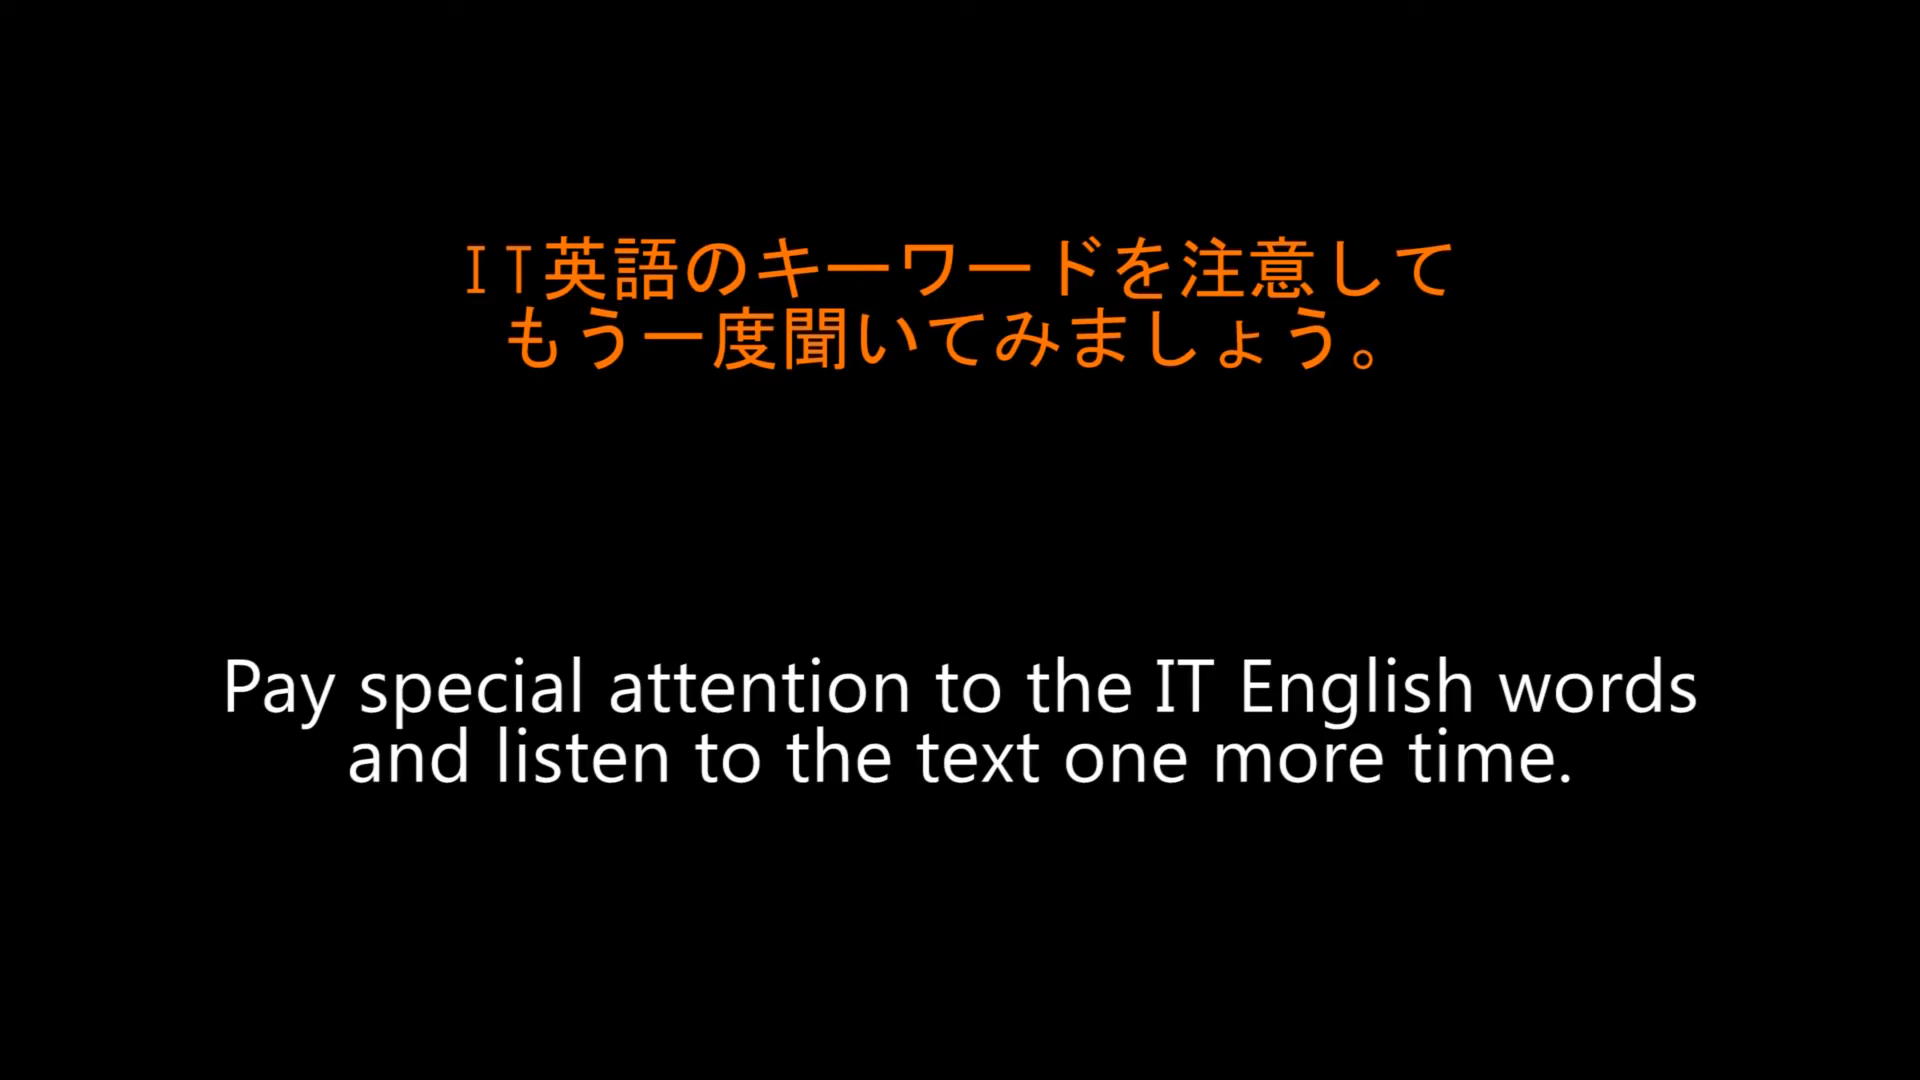 IT英語のキーワードを注意して
もう一度聞いてみましょう。
Pay special attention to the IT English words
and listen to the text one more time.